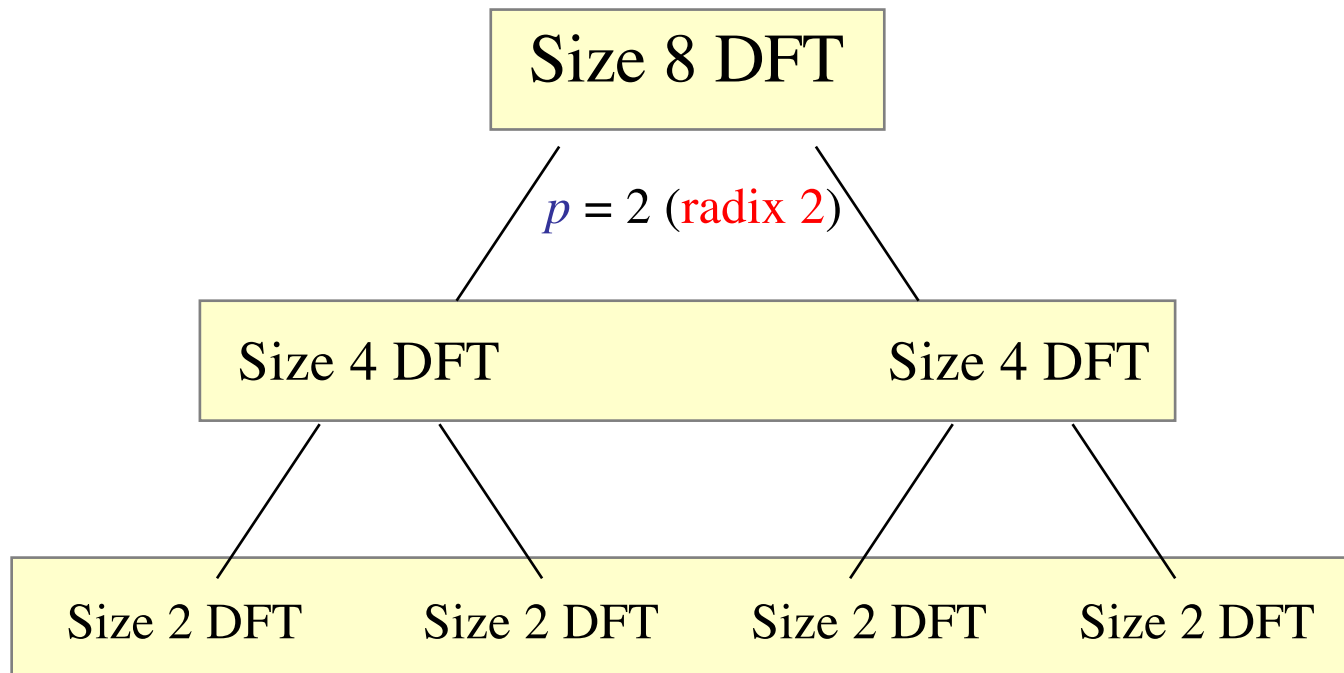 Size 8 DFT
p = 2 (radix 2)
Size 4 DFT Size 4 DFT
Size 2 DFT Size 2 DFT Size 2 DFT Size 2 DFT